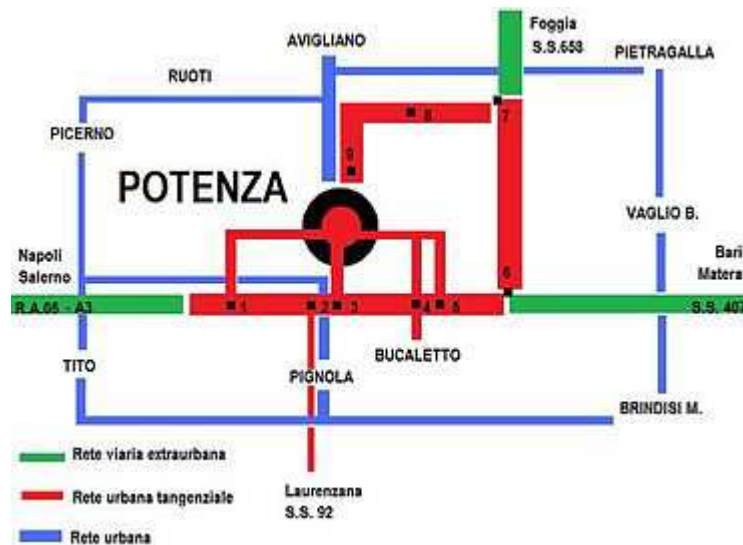 Foggia
S.S.658
AVIGLIANO
PIETRAGALLA
RUOTI
8
7
PICERNO
9
POTENZA
VAGLIO B.
Napoli
Salerno
Bari
Matera
6
R.A.05 - A3
1
2
3
4
5
S.S. 407
BUCALETTO
TITO
PIGNOLA
BRINDISI M.
Rete viaria extraurbana
Rete urbana tangenziale
Laurenzana
S.S. 92
Rete urbana